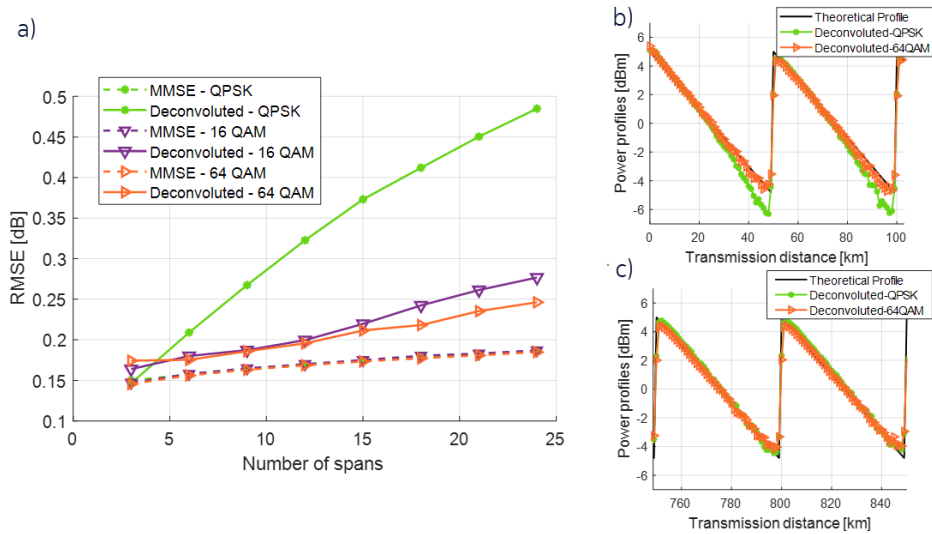 a)
MMSE - QPSK
Deconvoluted - QPSK
MMSE - 16 QAM
Deconvoluted - 16 QAM
MMSE - 64 QAM
Deconvoluted - 64 QAM
0.5
0.45
0.4
0.35
0.3
0.25
0.2
0.15
0.1
RMSE [dB]
0 5 10 15 20 25
Number of spans
b)
Theoretical Profile
Deconvoluted-QPSK
Deconvoluted-64QAM
6
4
2
0
-2
-4
-6
Power profiles [dBm]
0 20 40 60 80 100
Transmission distance [km]
c)
Theoretical Profile
Deconvoluted-QPSK
Deconvoluted-64QAM
6
4
2
0
-2
-4
-6
Power profiles [dBm]
760 780 800 820 840
Transmission distance [km]